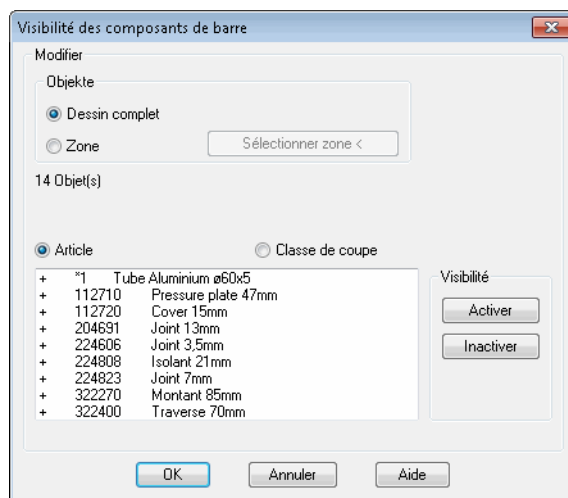 Visibilité des composants de barre
Modifier
Objekte
Dessin complet
Zone
Sélectionner zone <
14 Objet(s)
Article
Classe de coupe
+ *1 Tube Aluminium ø60x5
+ 112710 Pressure plate 47mm
+ 112720 Cover 15mm
+ 204691 Joint 13mm
+ 224606 Joint 3,5mm
+ 224808 Isolant 21mm
+ 224823 Joint 7mm
+ 322270 Montant 85mm
+ 322400 Traverse 70mm
Visibilité
Activer
Inactiver
OK
Annuler
Aide